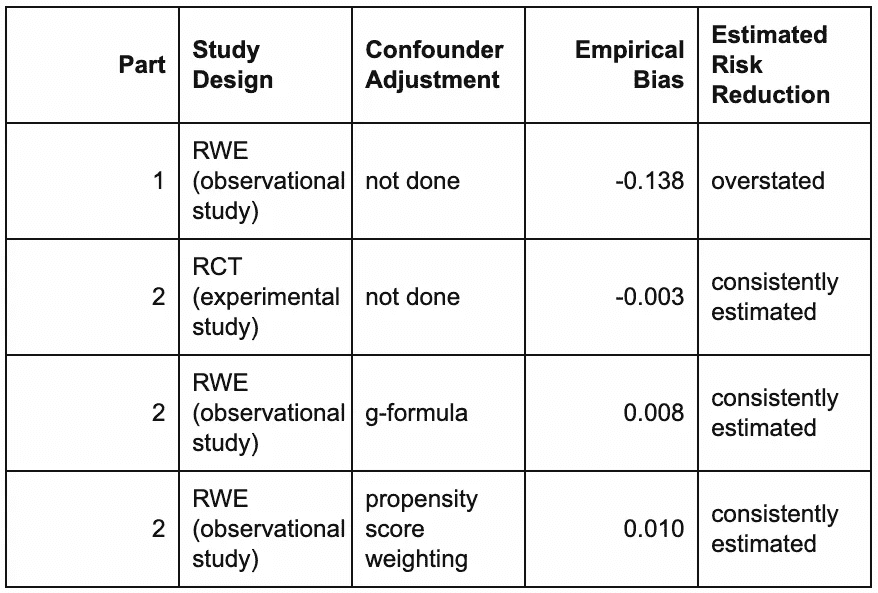 Part
Study
Design
Confounder
Adjustment
Empirical
Bias
Estimated
Risk
Reduction
1
RWE
(observational
study)
not done
-0.138
overstated
2
RCT
(experimental
study)
not done
-0.003
consistently
estimated
2
RWE
(observational
study)
g-formula
0.008
consistently
estimated
2
RWE
(observational
study)
propensity
score
weighting
0.010
consistently
estimated